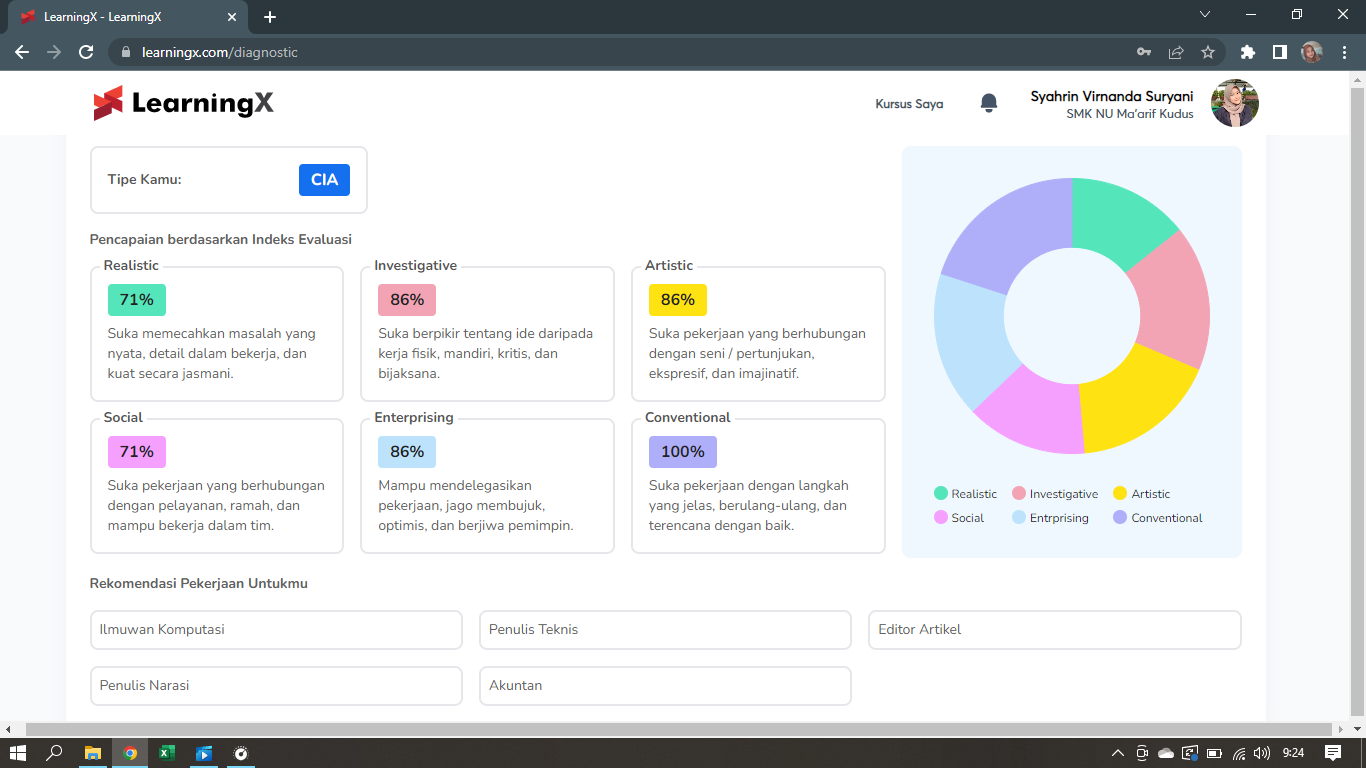 LearningX - LearningX
learningx.com/diagnostic
LearningX
Kursus Saya
Syahrin Virnanda Suryani
SMK NU Ma'arif Kudus
Tipe Kamu:
CIA
Pencapaian berdasarkan Indeks Evaluasi
Realistic
71%
Suka memecahkan masalah yang
nyata, detail dalam bekerja, dan
kuat secara jasmani.
Investigative
86%
Suka berpikir tentang ide daripada
kerja fisik, mandiri, kritis, dan
bijaksana.
Artistic
86%
Suka pekerjaan yang berhubungan
dengan seni / pertunjukan,
ekspresif, dan imajinatif.
Social
71%
Suka pekerjaan yang berhubungan
dengan pelayanan, ramah, dan
mampu bekerja dalam tim.
Enterprising
86%
Mampu mendelegasikan
pekerjaan, jago membujuk,
optimis, dan berjiwa pemimpin.
Conventional
100%
Suka pekerjaan dengan langkah
yang jelas, berulang-ulang, dan
terencana dengan baik.
Realistic Investigative Artistic
Social Entrprising Conventional
Rekomendasi Pekerjaan Untukmu
Ilmuwan Komputasi
Penulis Teknis
Editor Artikel
Penulis Narasi
Akuntan
9:24